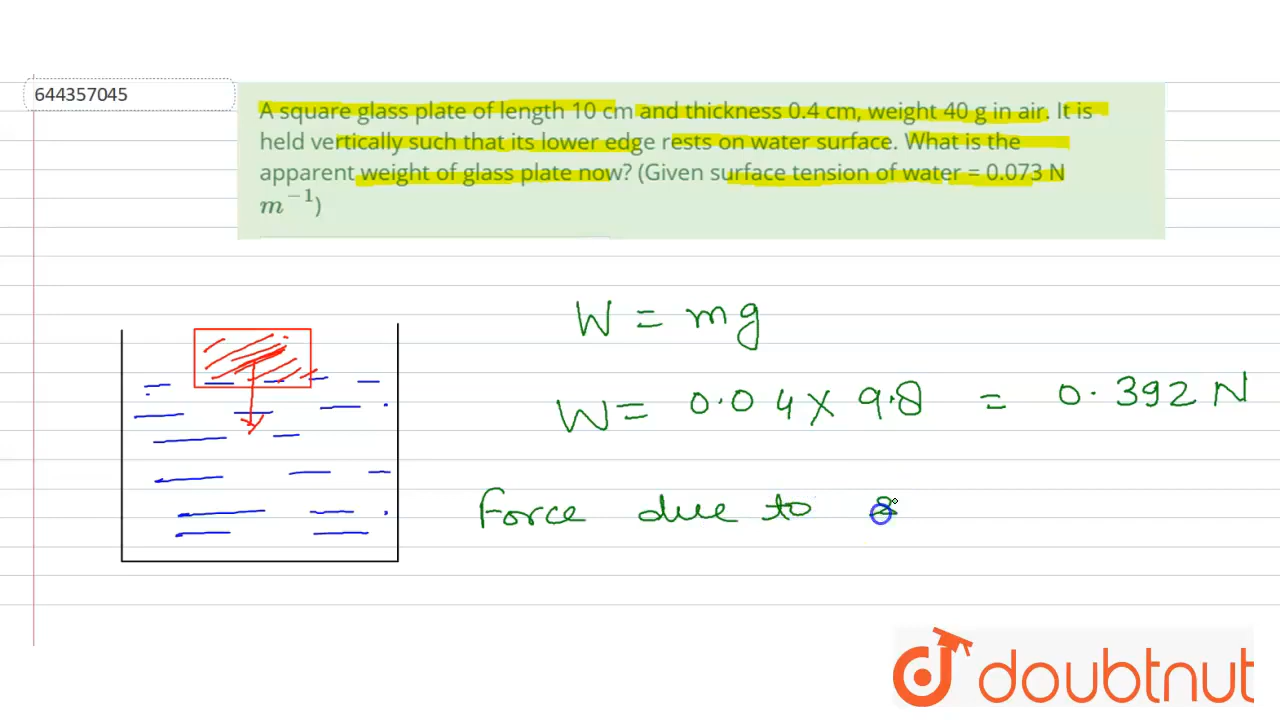 644357045
A square glass plate of length 10 cm and thickness 0.4 cm, weight 40 g in air. It is
held vertically such that its lower edge rests on water surface. What is the
apparent weight of glass plate now? (Given surface tension of water = 0.073 N
m⁻¹)
W = mg
W = 0.04 x 9.8 = 0.392 N
Force due to
doubtnut